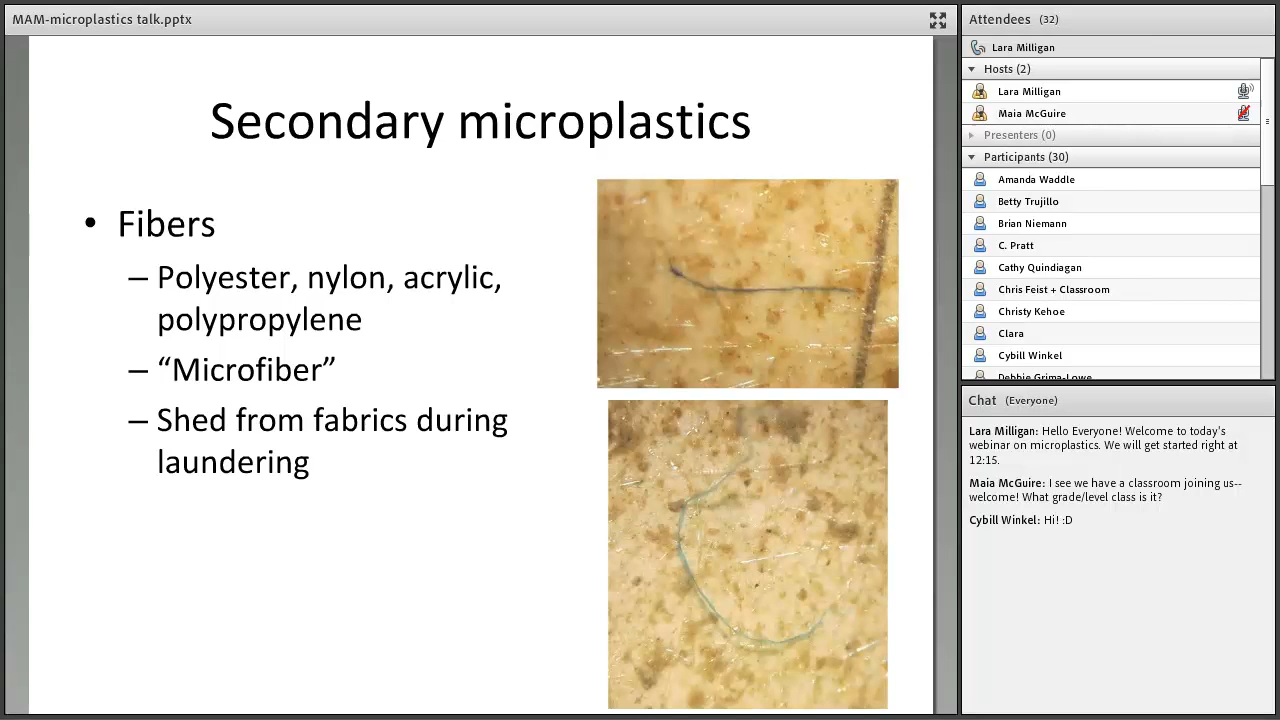 MAM-microplastics talk.pptx
Secondary microplastics
• Fibers
– Polyester, nylon, acrylic,
polypropylene
– “Microfiber”
– Shed from fabrics during
laundering
Attendees (32)
Lara Milligan
Hosts (2)
Lara Milligan
Maia McGuire
Presenters (0)
Participants (30)
Amanda Waddle
Betty Trujillo
Brian Niemann
C. Pratt
Cathy Quindiagan
Chris Feist + Classroom
Christy Kehoe
Clara
Cybill Winkel
Debbie Grima-Lowe
Chat (Everyone)
Lara Milligan: Hello Everyone! Welcome to today's
webinar on microplastics. We will get started right at
12:15.
Maia McGuire: I see we have a classroom joining us--
welcome! What grade/level class is it?
Cybill Winkel: Hi! :D